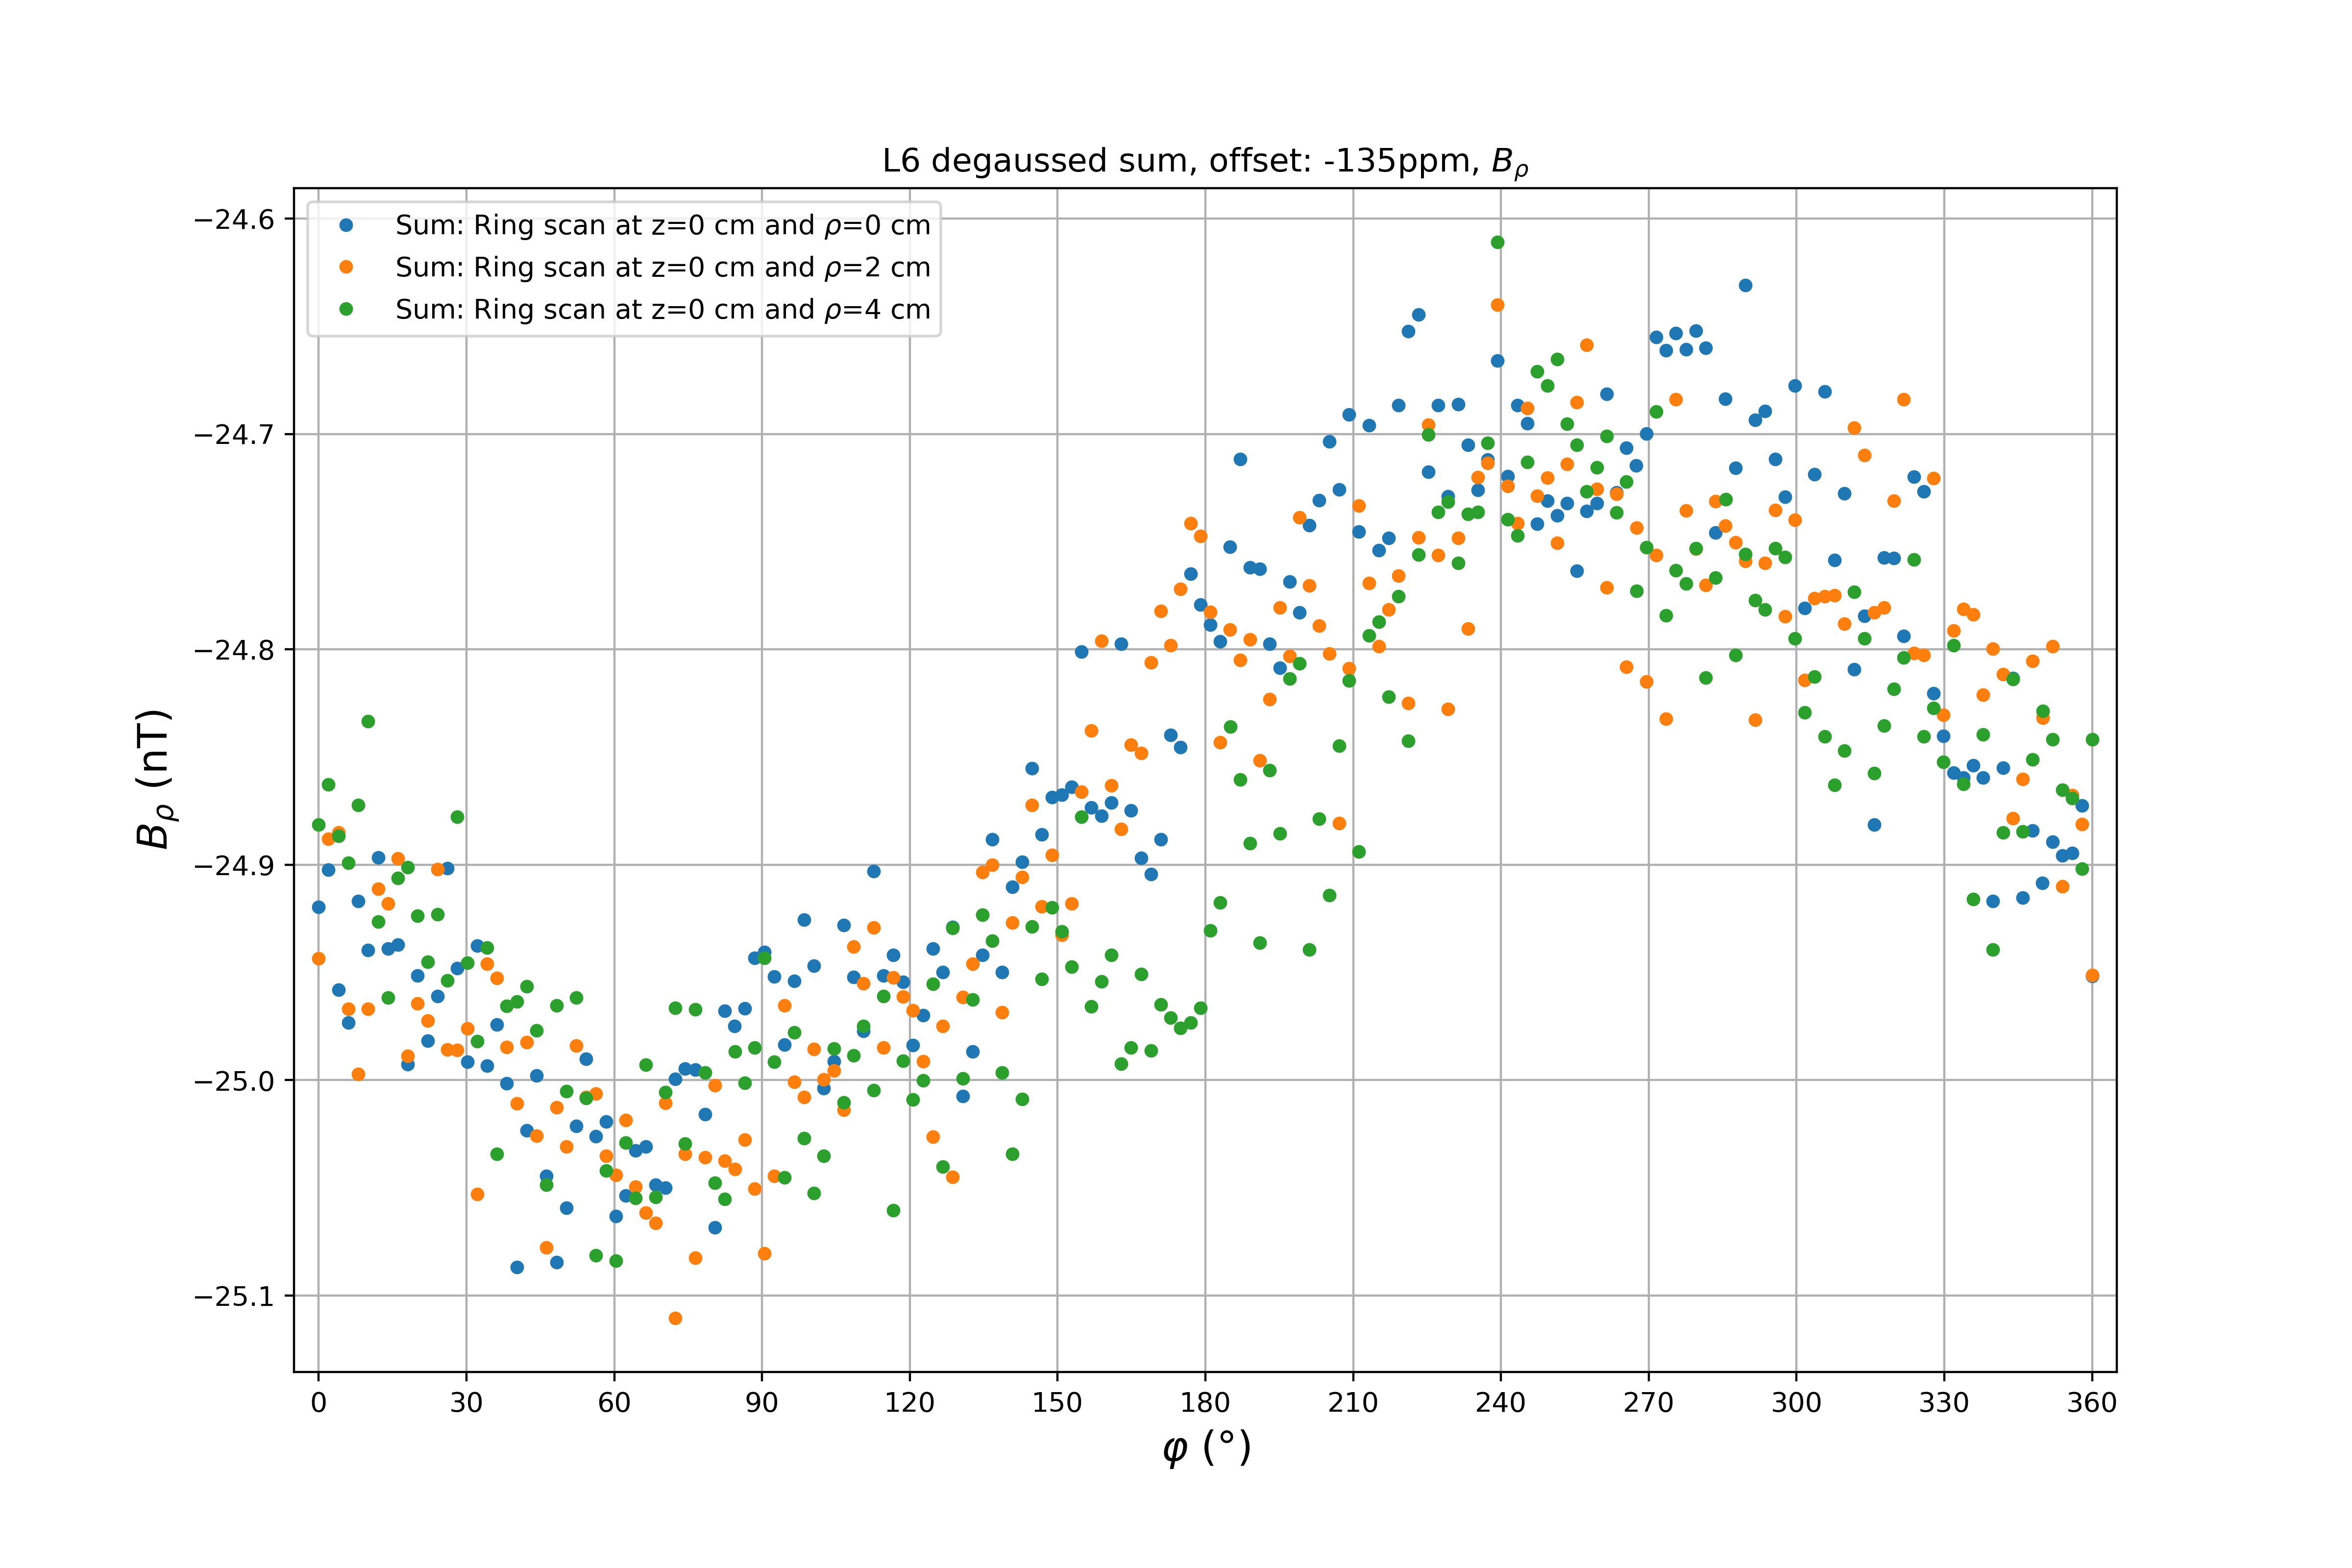 L6 degaussed sum, offset: -135ppm, Bρ
Sum: Ring scan at z=0 cm and ρ=0 cm
Sum: Ring scan at z=0 cm and ρ=2 cm
Sum: Ring scan at z=0 cm and ρ=4 cm
−24.6
−24.7
−24.8
−24.9
−25.0
−25.1
Bρ (nT)
0 30 60 90 120 150 180 210 240 270 300 330 360
φ (°)